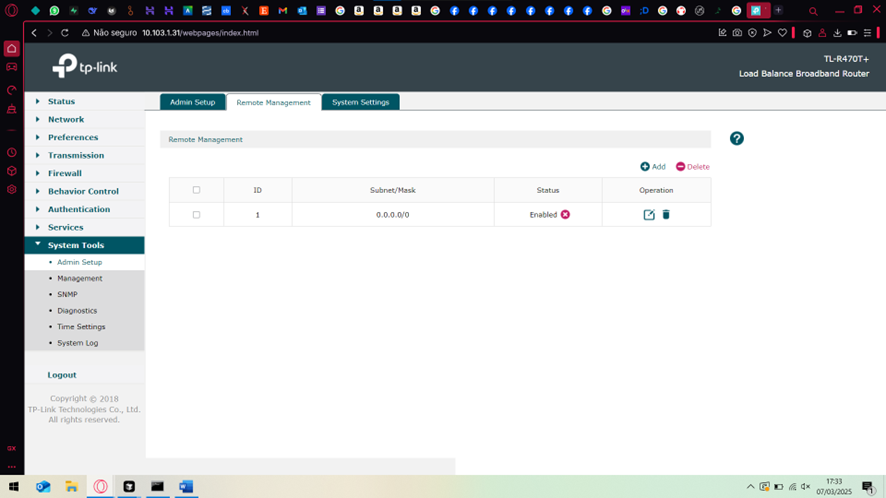 Não seguro 10.103.1.31/webpages/index.html
tp-link
TL-R470T+
Load Balance Broadband Router
Status
Network
Preferences
Transmission
Firewall
Behavior Control
Authentication
Services
System Tools
Admin Setup
Management
SNMP
Diagnostics
Time Settings
System Log
Logout
Copyright © 2018
TP-Link Technologies Co., Ltd.
All rights reserved.
Admin Setup Remote Management System Settings
Remote Management
Add Delete
ID Subnet/Mask Status Operation
1 0.0.0.0/0 Enabled
17:33
07/03/2025